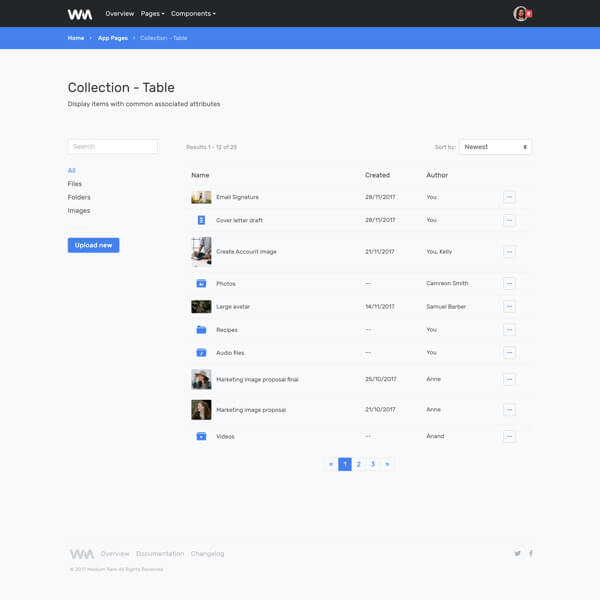 WM Overview Pages Components 6
Home › App Pages › Collection - Table
Collection - Table
Display items with common associated attributes
Search
Results 1 - 12 of 25
Sort by: Newest
All
Files
Folders
Images
Upload new
Name Created Author
Email Signature 28/11/2017 You
Cover letter draft 28/11/2017 You
Create Account image 21/11/2017 You, Kelly
Photos -- Camreon Smith
Large avatar 14/11/2017 Samuel Barber
Recipes -- You
Audio files -- You
Marketing image proposal final 25/10/2017 Anne
Marketing image proposal 21/10/2017 Anne
Videos -- Anand
« 1 2 3 »
WM Overview Documentation Changelog
© 2017 Medium Rare All Rights Reserved